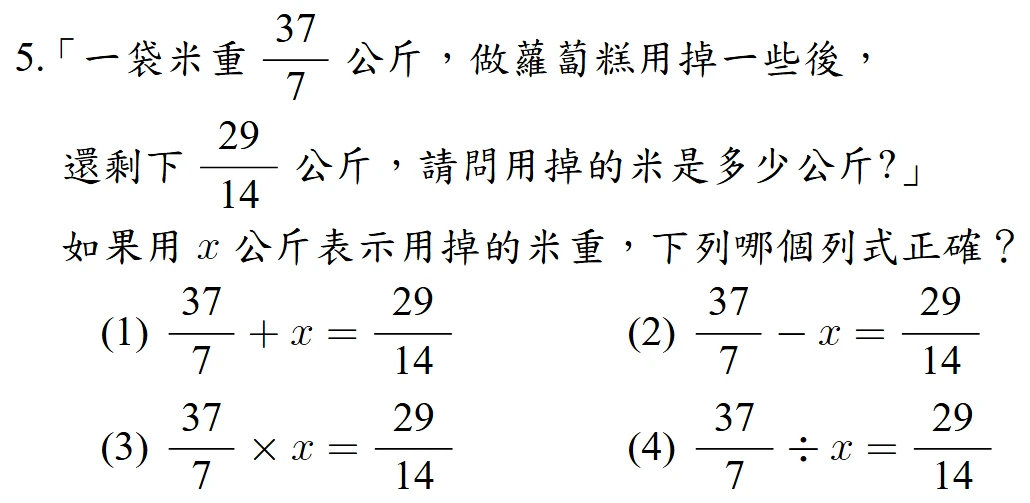 5.「一袋米重 37/7 公斤，做蘿蔔糕用掉一些後，
還剩下 29/14 公斤，請問用掉的米是多少公斤?」
如果用 x 公斤表示用掉的米重，下列哪個列式正確？
(1) 37/7 + x = 29/14 (2) 37/7 − x = 29/14
(3) 37/7 × x = 29/14 (4) 37/7 ÷ x = 29/14